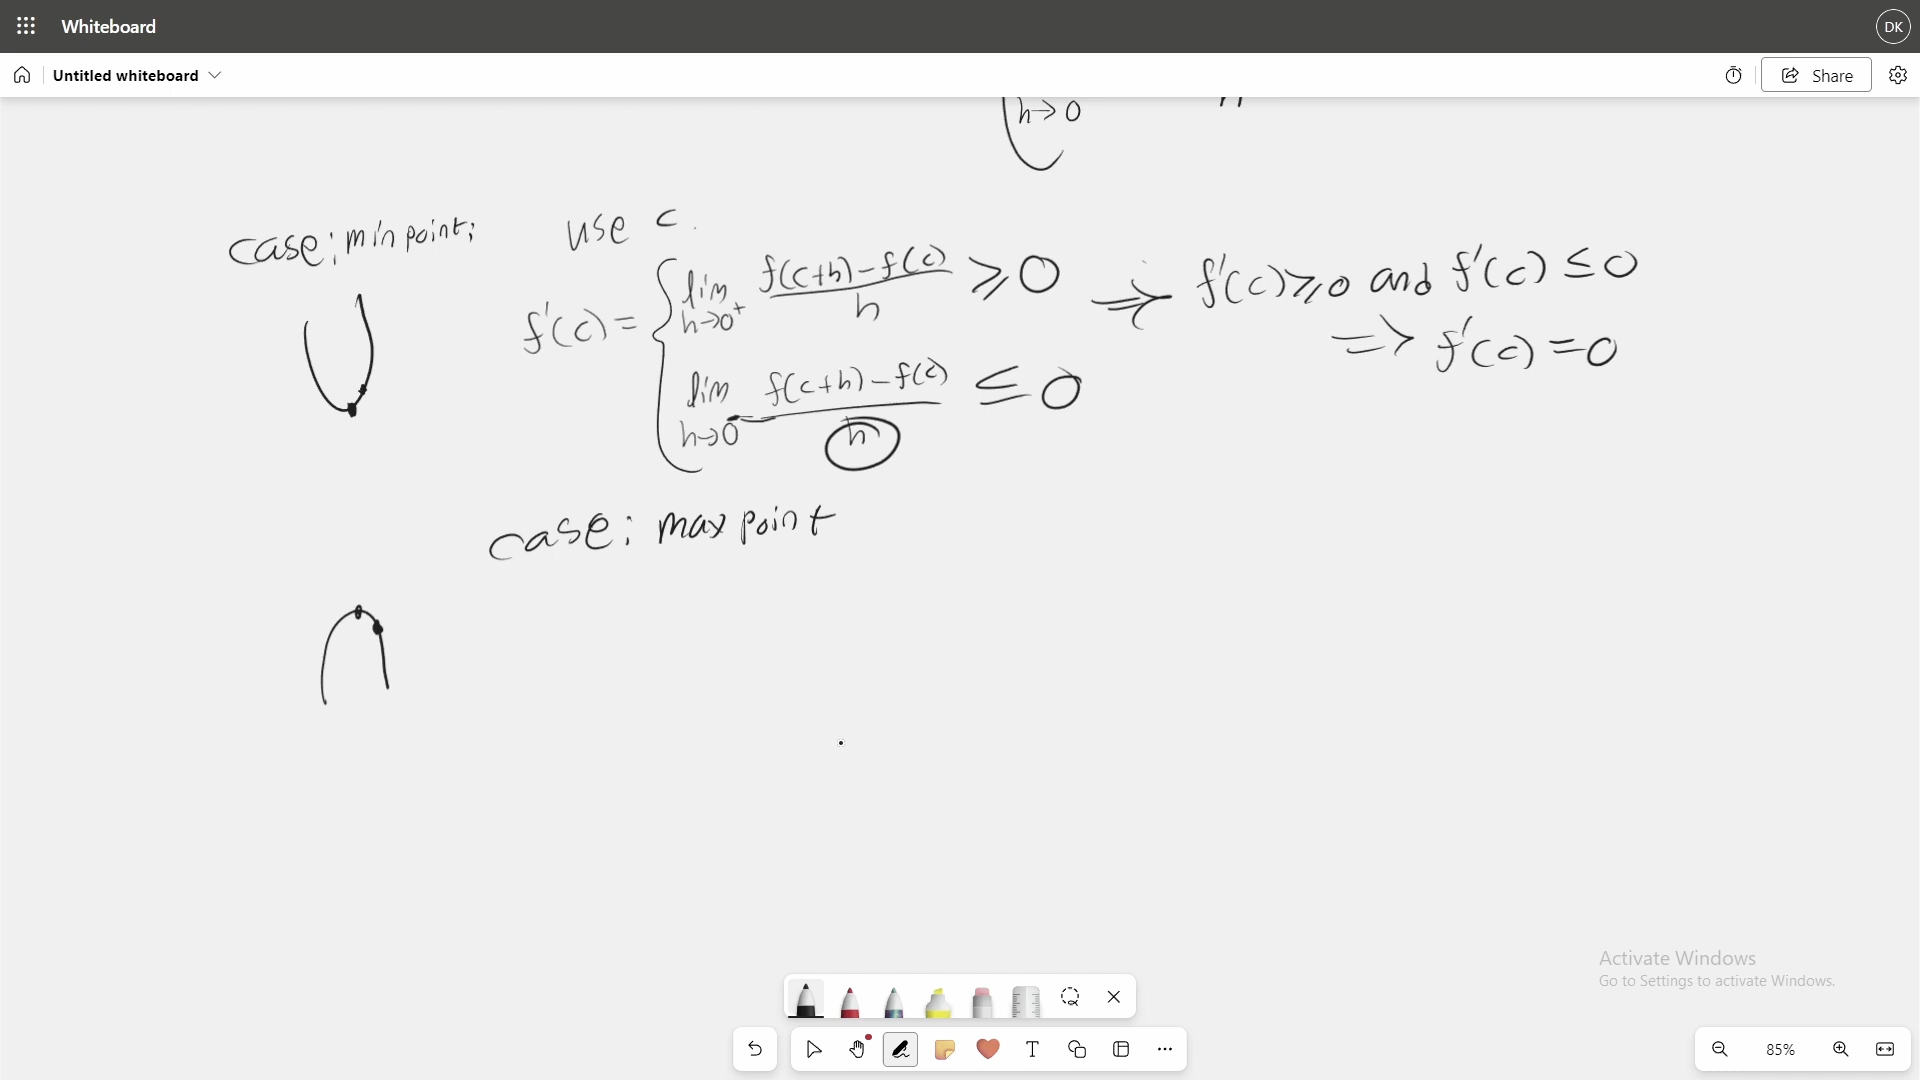 Whiteboard
DK
Untitled whiteboard
Share
h→0
case: min point: use c.
f'(c) = { lim h→0⁺ f(c+h)-f(c) / h ⩾ 0 ⇒ f'(c) ⩾ 0 and f'(c) ≤ 0
⇒ f'(c) = 0
lim h→0⁻ f(c+h)-f(c) / h ≤ 0
case: max point
Activate Windows
Go to Settings to activate Windows.
T
85%